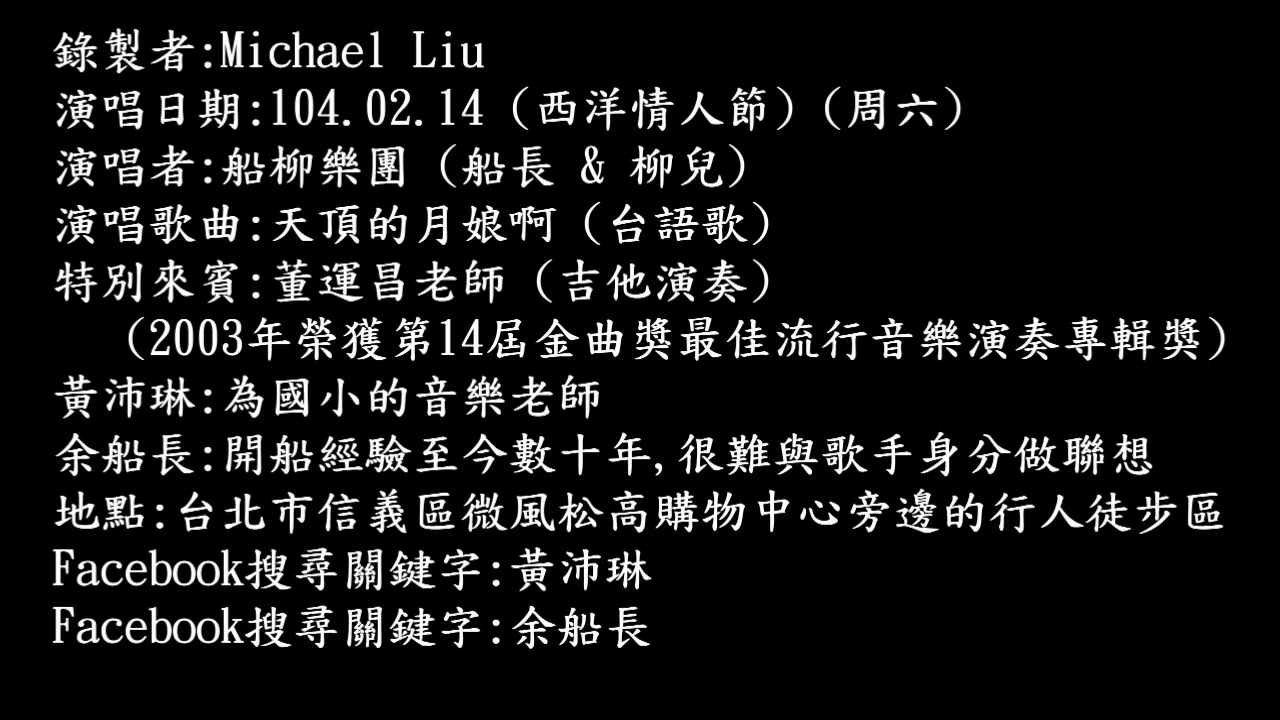 錄製者:Michael Liu
演唱日期:104.02.14 (西洋情人節) (周六)
演唱者:船柳樂團 (船長 & 柳兒)
演唱歌曲:天頂的月娘啊 (台語歌)
特別來賓:董運昌老師 (吉他演奏)
(2003年榮獲第14屆金曲獎最佳流行音樂演奏專輯獎)
黃沛琳:為國小的音樂老師
余船長:開船經驗至今數十年,很難與歌手身分做聯想
地點:台北市信義區微風松高購物中心旁邊的行人徒步區
Facebook搜尋關鍵字:黃沛琳
Facebook搜尋關鍵字:余船長